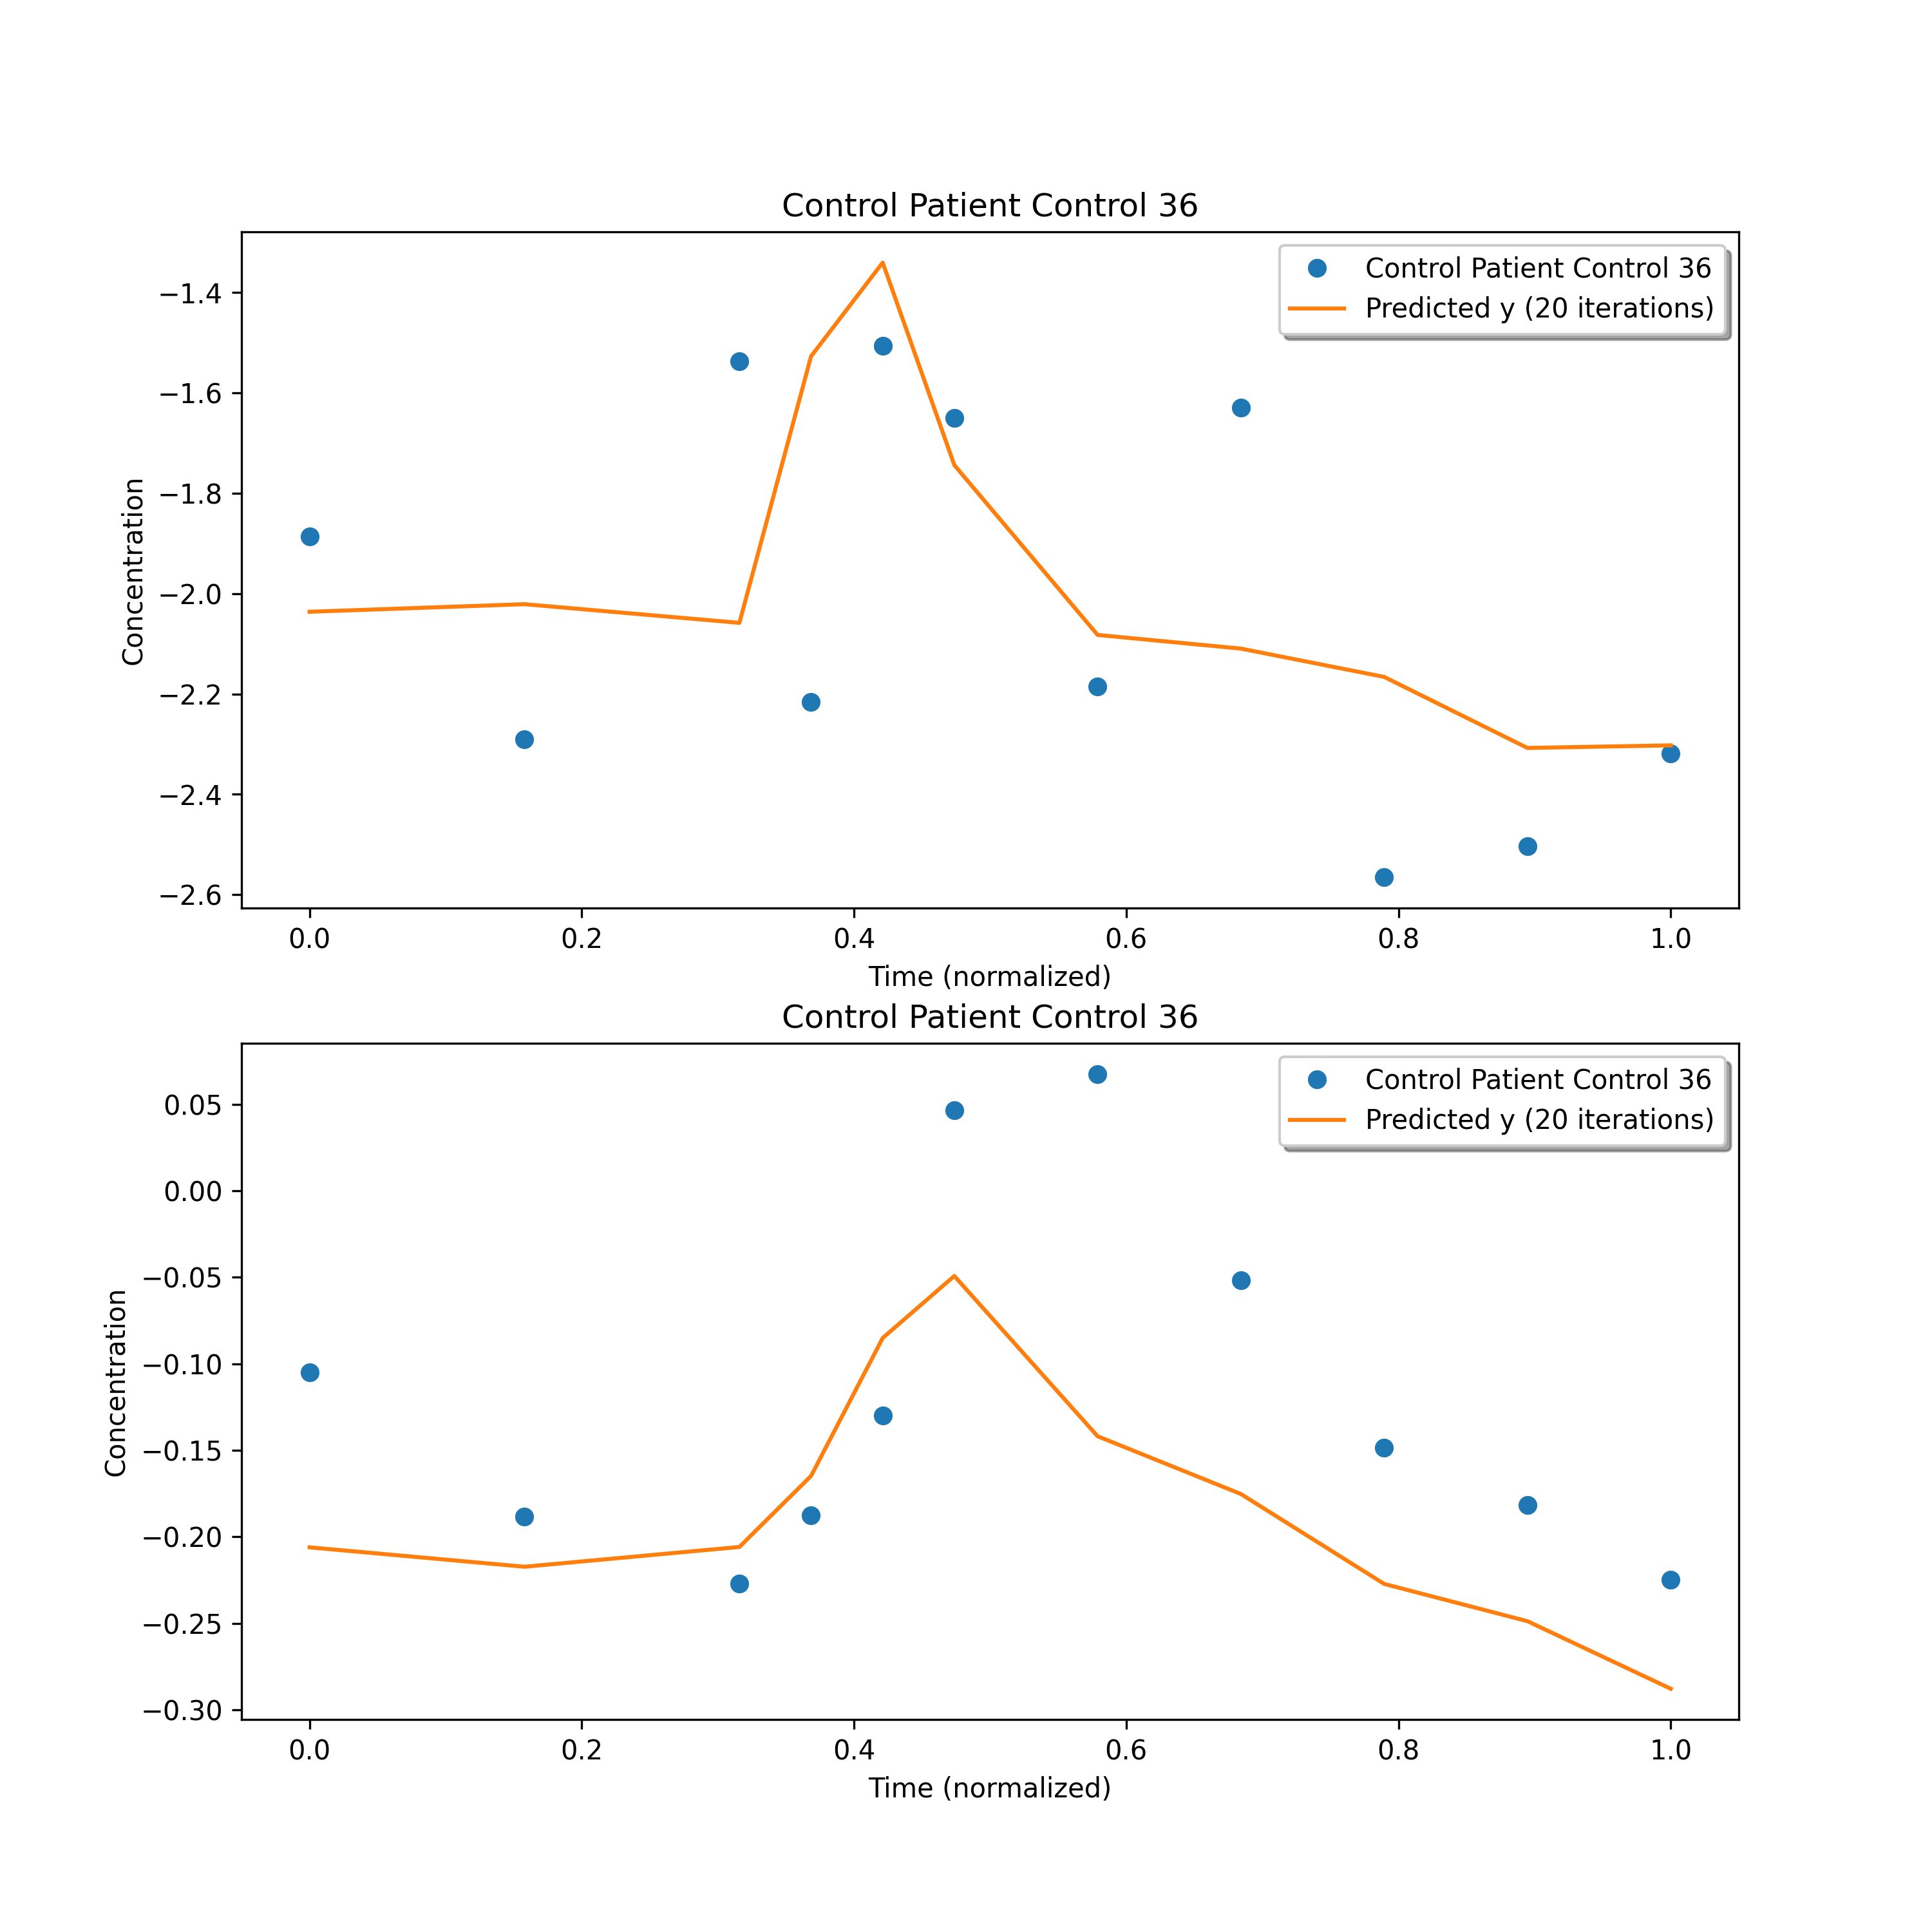 Control Patient Control 36
Control Patient Control 36
Predicted y (20 iterations)
−1.4
−1.6
−1.8
−2.0
−2.2
−2.4
−2.6
Concentration
0.0 0.2 0.4 0.6 0.8 1.0
Time (normalized)
Control Patient Control 36
Control Patient Control 36
Predicted y (20 iterations)
0.05
0.00
−0.05
−0.10
−0.15
−0.20
−0.25
−0.30
Concentration
0.0 0.2 0.4 0.6 0.8 1.0
Time (normalized)